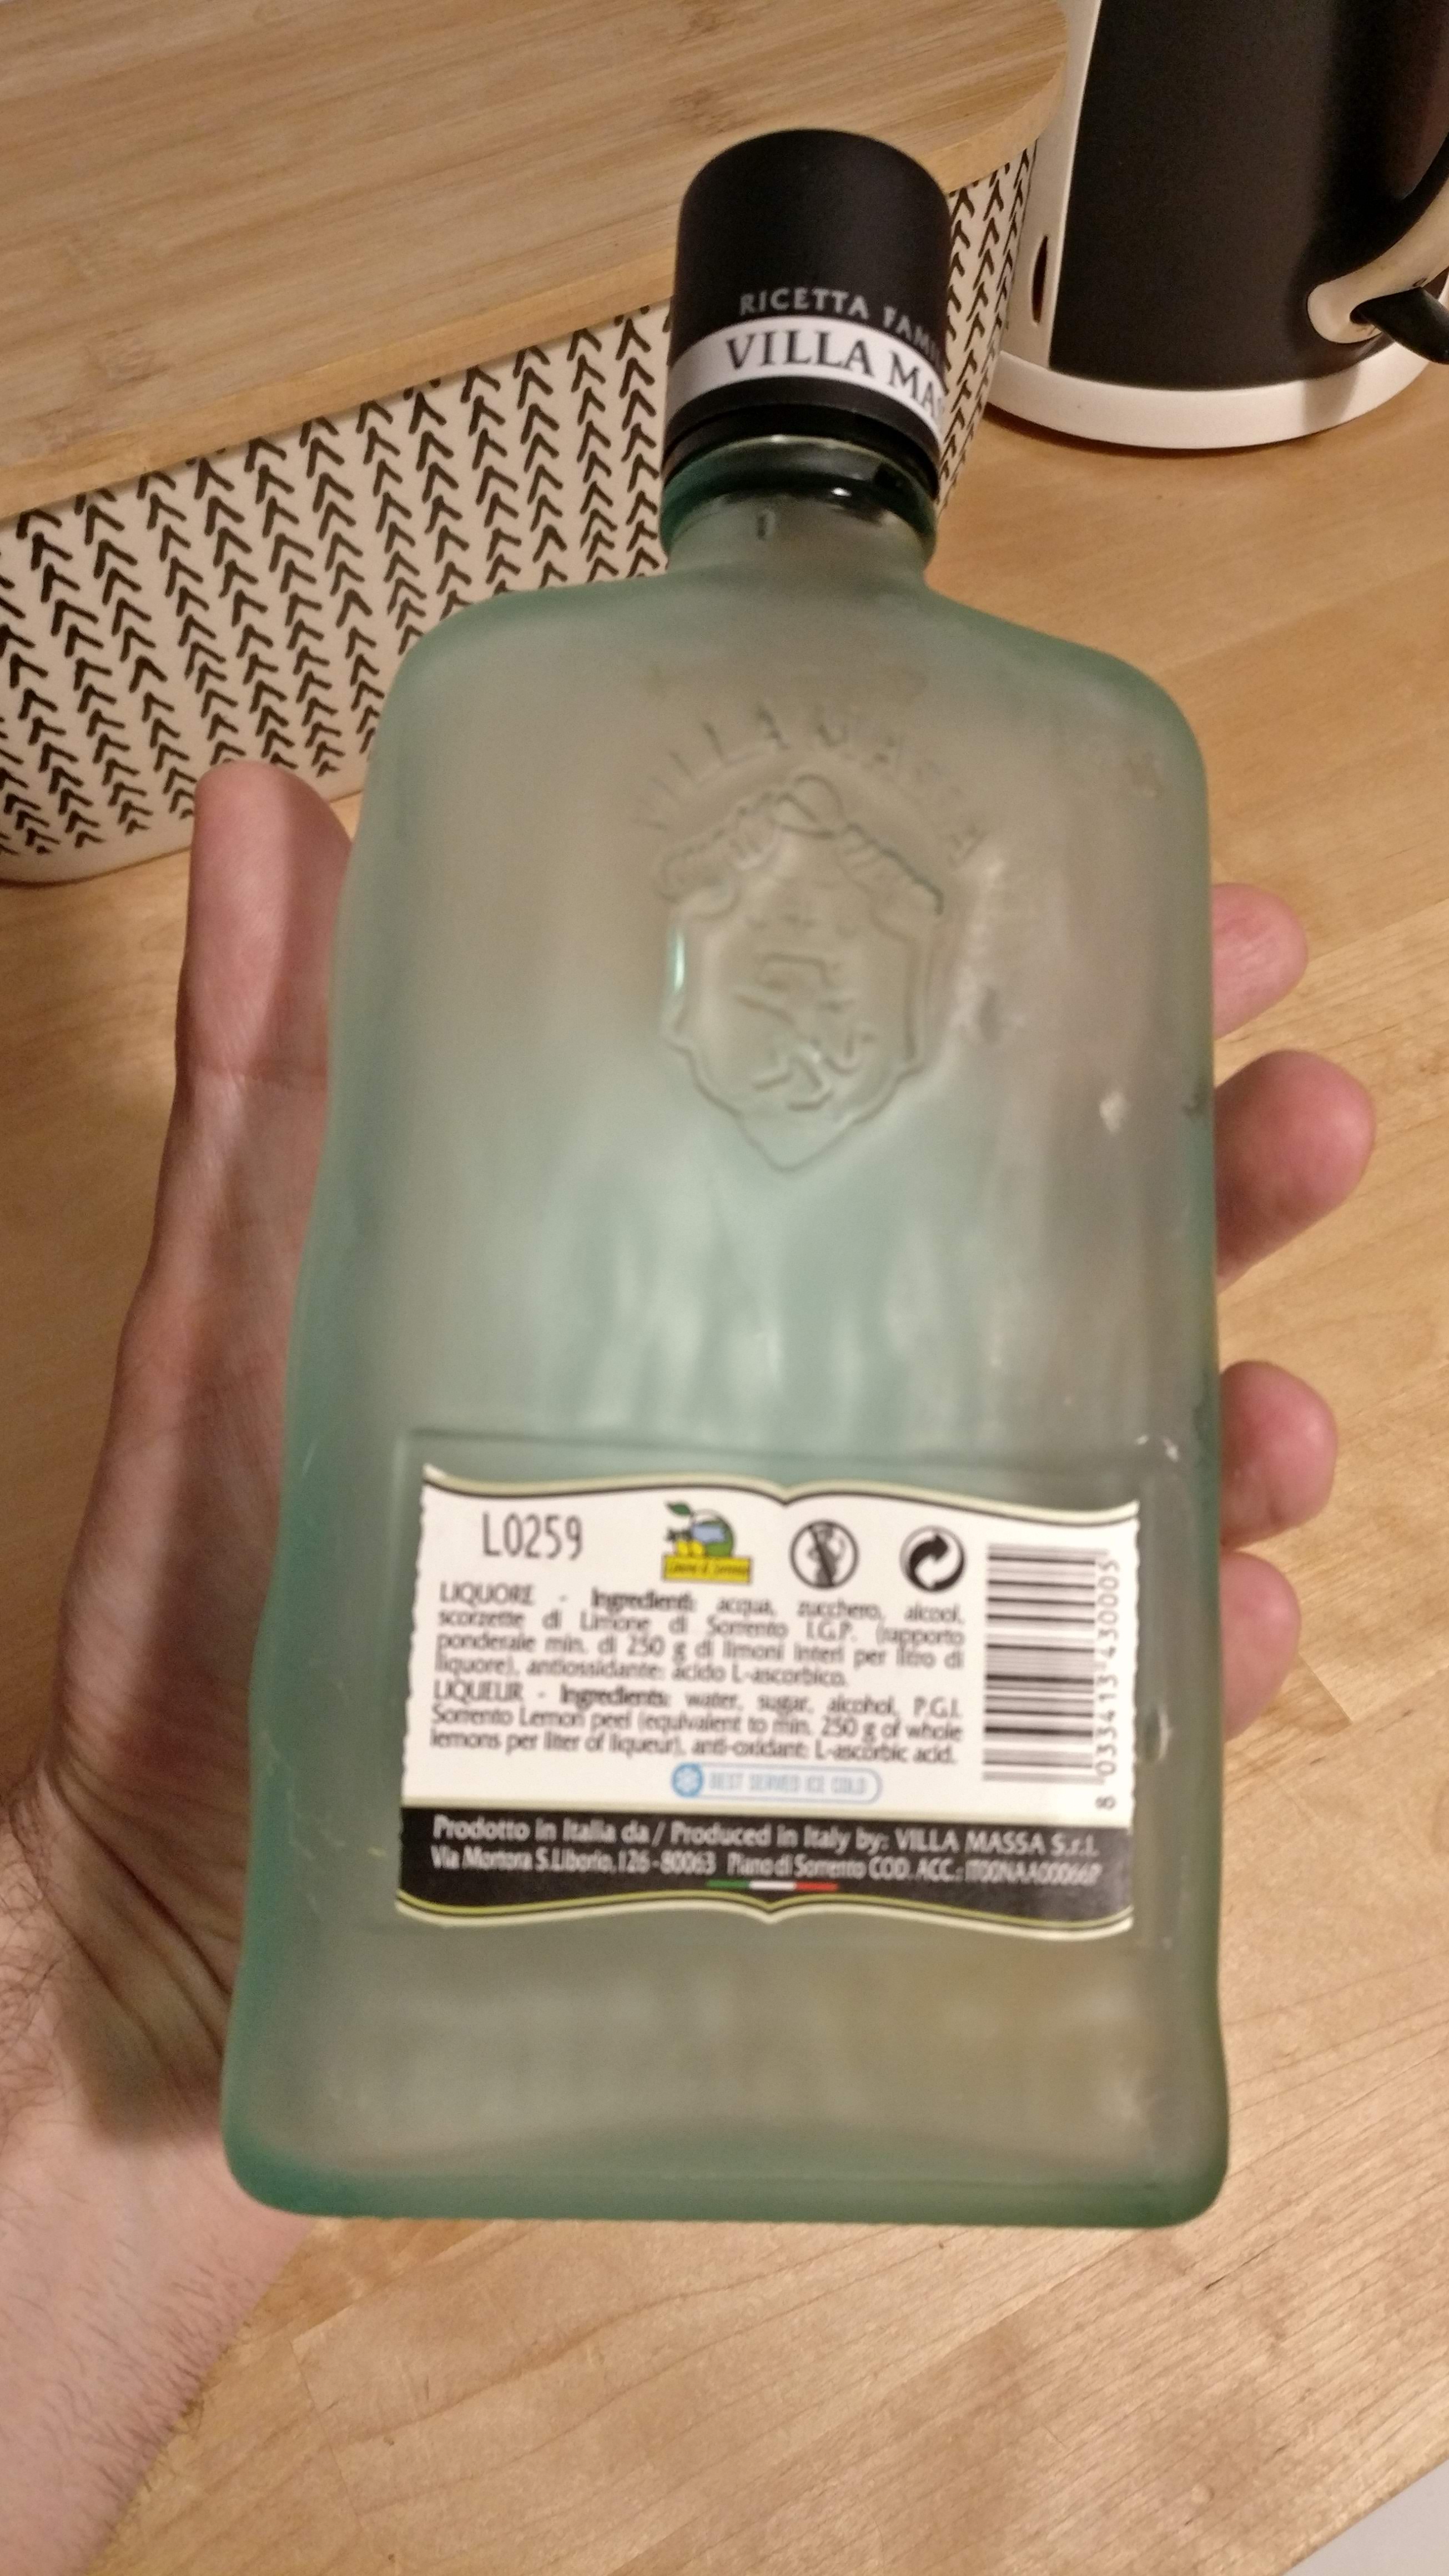 RICETTA FAMI
VILLA MAS
VILLA MASSA
L0259
LIQUORE - Ingredienti: acqua, zucchero, alcool,
scorzette di Limone di Sorrento I.G.P. (rapporto
ponderale min. di 250 g di limoni interi per litro di
liquore), antiossidante: acido L-ascorbico.
LIQUEUR - Ingredients: water, sugar, alcohol, P.G.I.
Sorrento Lemon peel (equivalent to min. 250 g of whole
lemons per liter of liqueur), anti-oxidant: L-ascorbic acid.
BEST SERVED ICE COLD
8 033413 430005
Prodotto in Italia da / Produced in Italy by: VILLA MASSA S.r.l.
Via Mortora S.Liborio, 126 - 80063 Piano di Sorrento COD. ACC.: